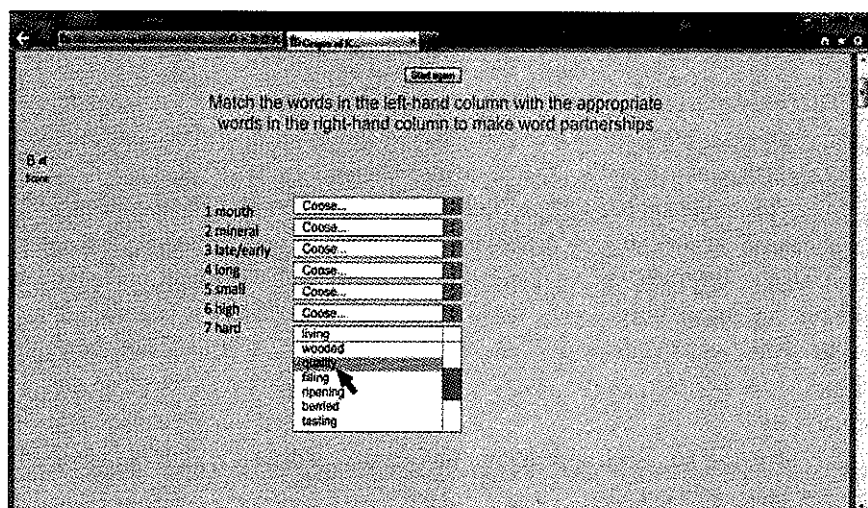 Start again
Match the words in the left-hand column with the appropriate
words in the right-hand column to make word partnerships
1 mouth
2 mineral
3 late/early
4 long
5 small
6 high
7 hard
Coose...
Coose...
Coose...
Coose...
Coose...
Coose...
living
wooded
quality
filling
ripening
berried
tasting